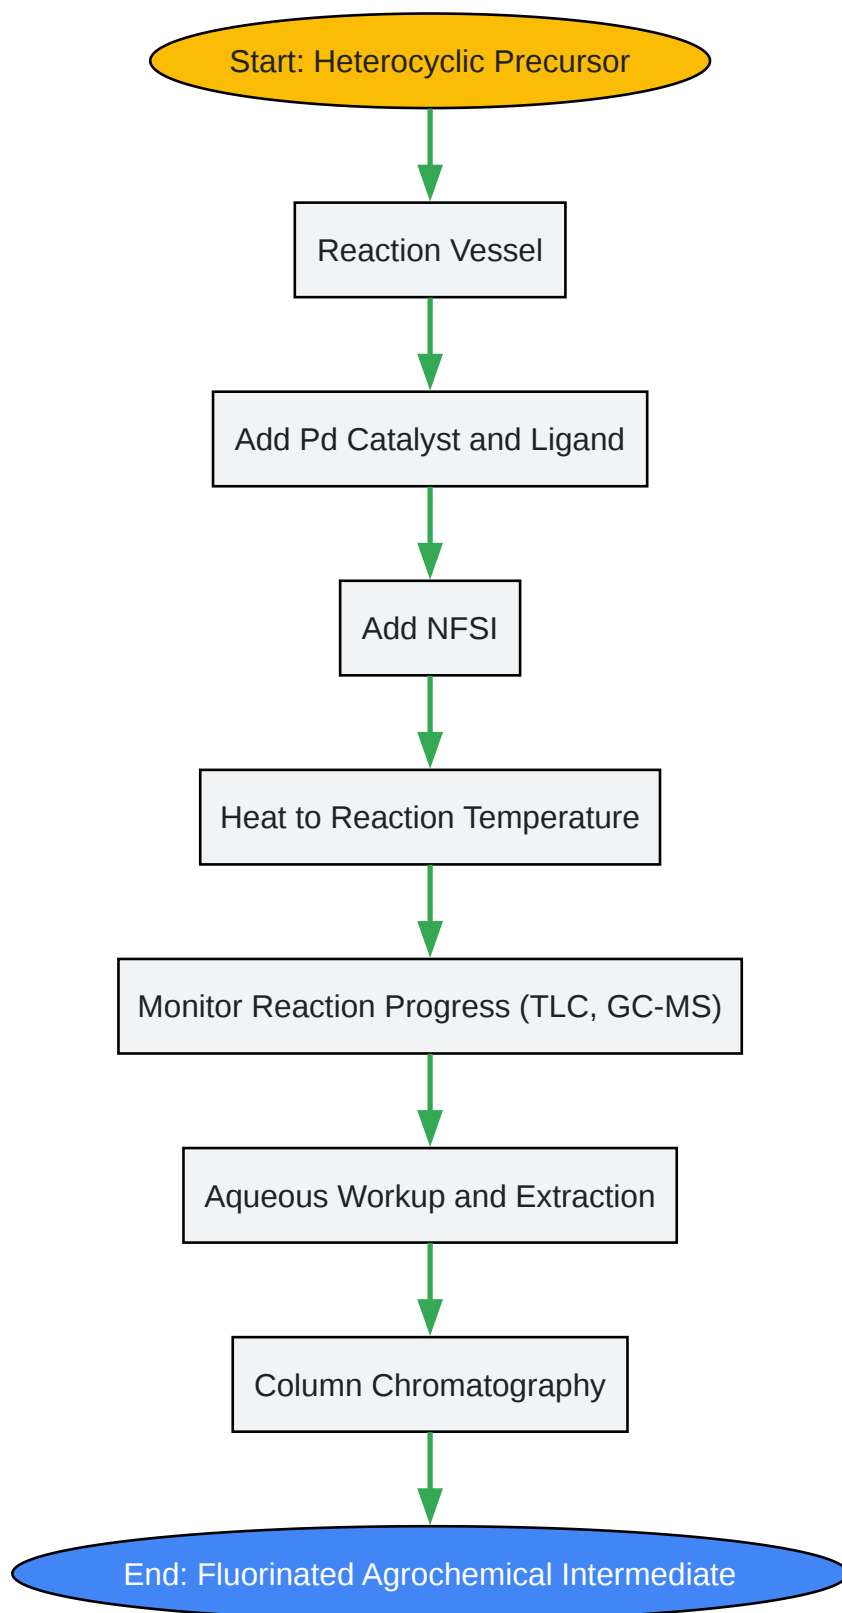 Start: Heterocyclic Precursor
Reaction Vessel
Add Pd Catalyst and Ligand
Add NFSI
Heat to Reaction Temperature
Monitor Reaction Progress (TLC, GC-MS)
Aqueous Workup and Extraction
Column Chromatography
End: Fluorinated Agrochemical Intermediate